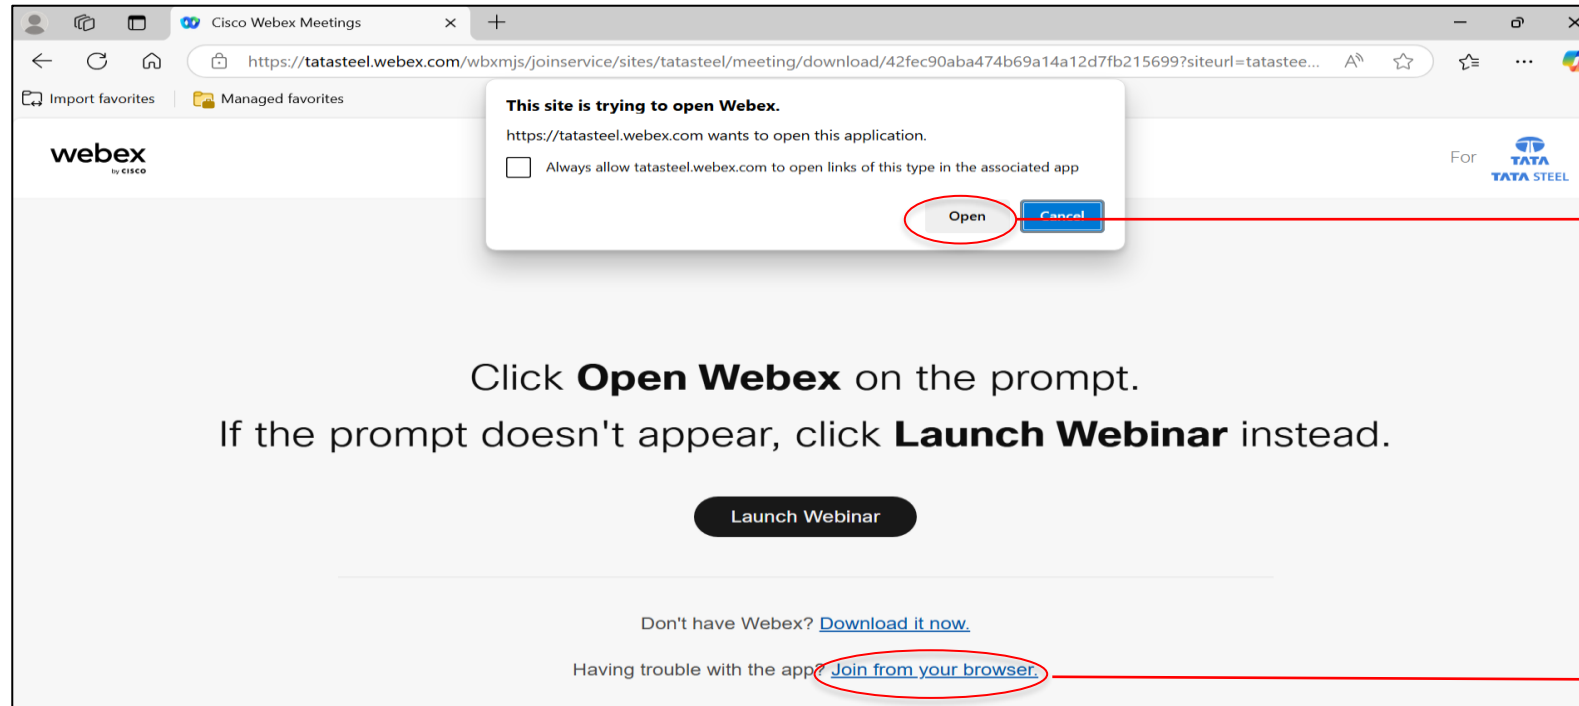 Cisco Webex Meetings
https://tatasteel.webex.com/wbxmjs/joinservice/sites/tatasteel/meeting/download/42fec90aba474b69a14a12d7fb215699?siteurl=tatastee...
Import favorites
Managed favorites
This site is trying to open Webex.
https://tatasteel.webex.com wants to open this application.
Always allow tatasteel.webex.com to open links of this type in the associated app
Open
Cancel
webex
by CISCO
For
TATA
TATA STEEL
Click Open Webex on the prompt.
If the prompt doesn't appear, click Launch Webinar instead.
Launch Webinar
Don't have Webex? Download it now.
Having trouble with the app? Join from your browser.